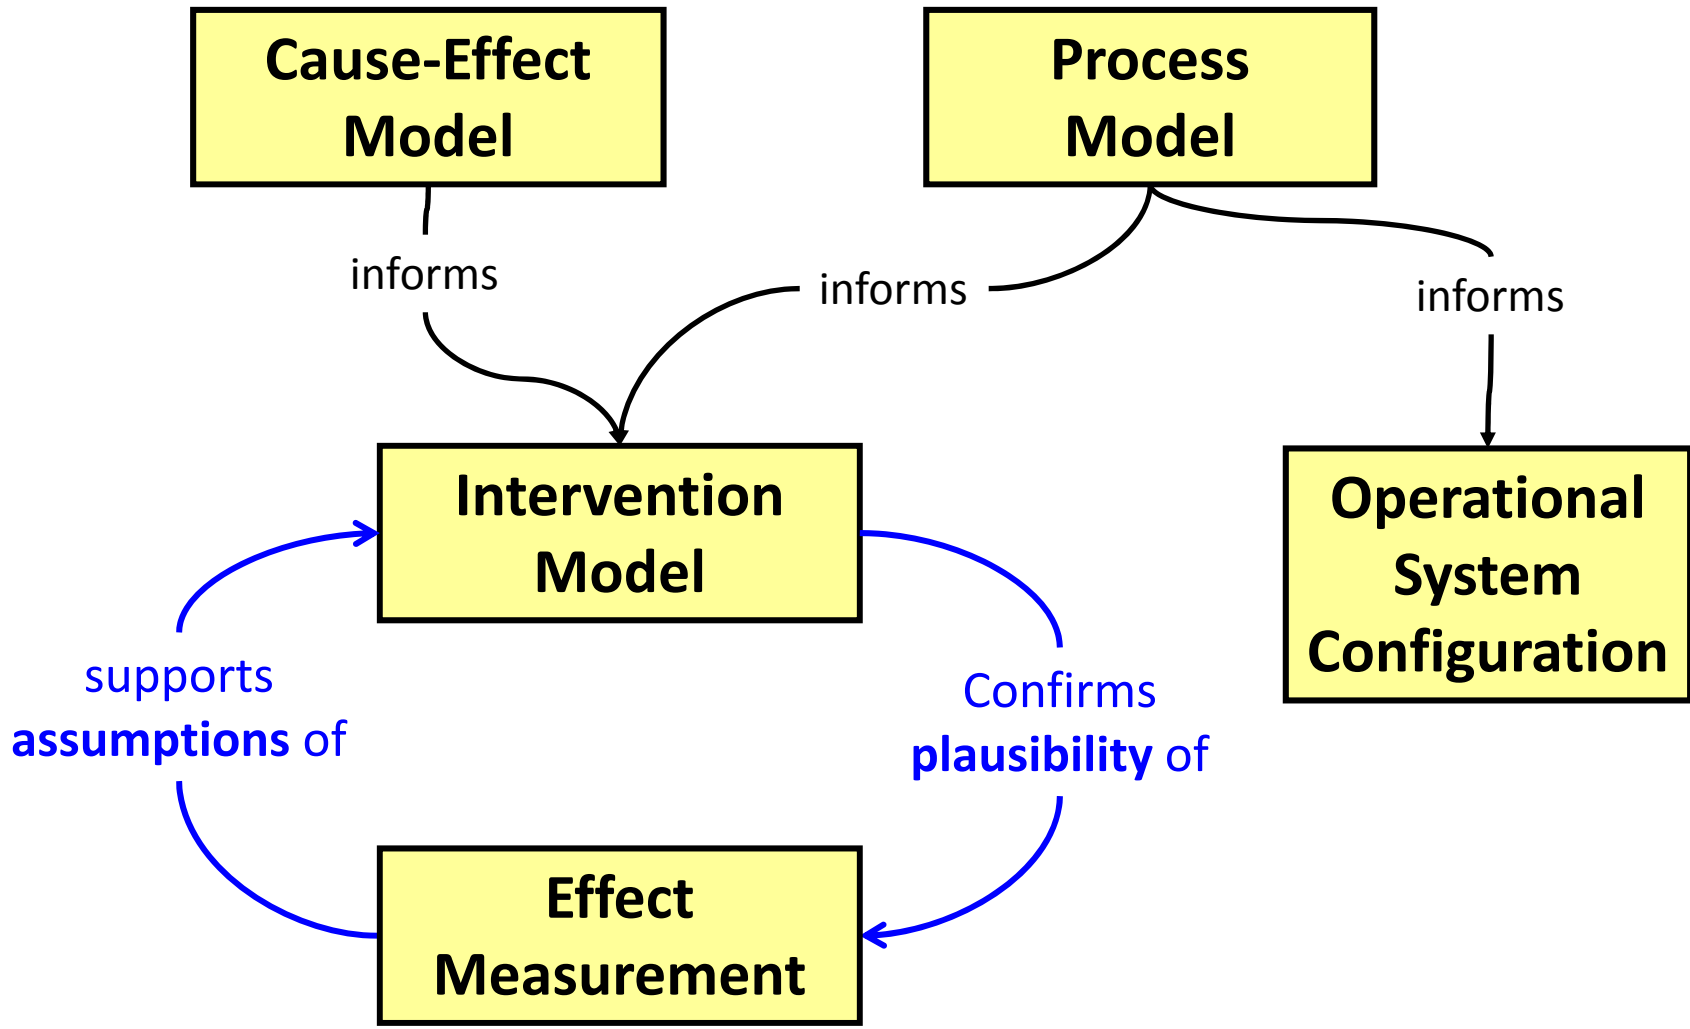 Cause-Effect
Model
Process
Model
informs
informs
informs
Intervention
Model
Operational
System
Configuration
supports
assumptions of
Confirms
plausibility of
Effect
Measurement